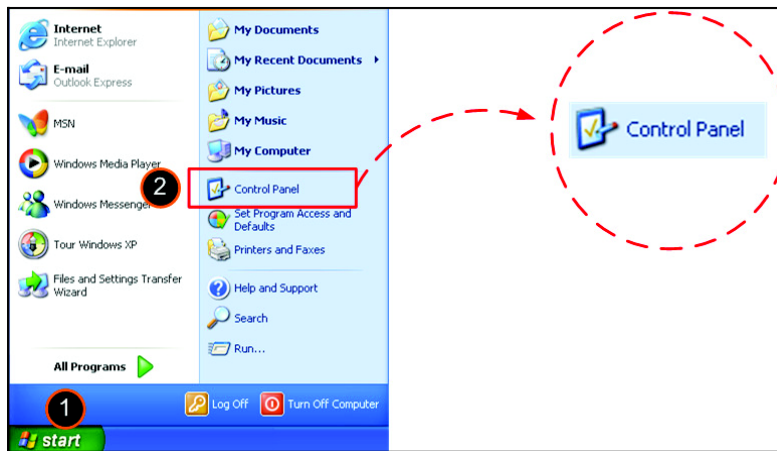 Internet
Internet Explorer
E-mail
Outlook Express
MSN
Windows Media Player
Windows Messenger
Tour Windows XP
Files and Settings Transfer
Wizard
All Programs
My Documents
My Recent Documents
My Pictures
My Music
My Computer
2
Control Panel
Set Program Access and
Defaults
Printers and Faxes
Help and Support
Search
Run...
Log Off
Turn Off Computer
1
start
Control Panel